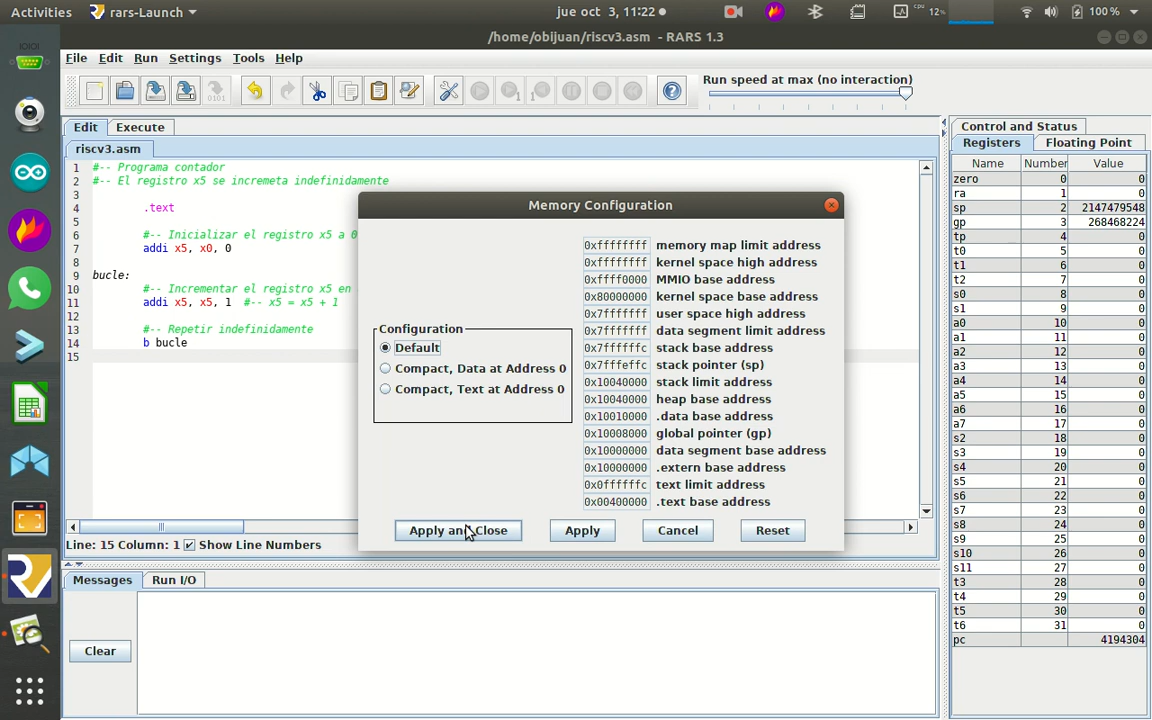 Activities rars-Launch jue oct 3, 11:22 cpu 12% 100 %
/home/obijuan/riscv3.asm - RARS 1.3
File Edit Run Settings Tools Help
Run speed at max (no interaction)
Edit Execute
riscv3.asm
1 #-- Programa contador
2 #-- El registro x5 se incremeta indefinidamente
3
4 .text
5
6 #-- Inicializar el registro x5 a 0
7 addi x5, x0, 0
8
9 bucle:
10 #-- Incrementar el registro x5 en
11 addi x5, x5, 1 #-- x5 = x5 + 1
12
13 #-- Repetir indefinidamente
14 b bucle
15
Line: 15 Column: 1 Show Line Numbers
Memory Configuration
Configuration
Default
Compact, Data at Address 0
Compact, Text at Address 0
0xffffffff memory map limit address
0xffffffff kernel space high address
0xffff0000 MMIO base address
0x80000000 kernel space base address
0x7fffffff user space high address
0x7fffffff data segment limit address
0x7ffffffc stack base address
0x7fffeffc stack pointer (sp)
0x10040000 stack limit address
0x10040000 heap base address
0x10010000 .data base address
0x10008000 global pointer (gp)
0x10000000 data segment base address
0x10000000 .extern base address
0x0ffffffc text limit address
0x00400000 .text base address
Apply and Close Apply Cancel Reset
Messages Run I/O
Clear
Control and Status
Registers Floating Point
Name Number Value
zero 0 0
ra 1 0
sp 2 2147479548
gp 3 268468224
tp 4 0
t0 5 0
t1 6 0
t2 7 0
s0 8 0
s1 9 0
a0 10 0
a1 11 0
a2 12 0
a3 13 0
a4 14 0
a5 15 0
a6 16 0
a7 17 0
s2 18 0
s3 19 0
s4 20 0
s5 21 0
s6 22 0
s7 23 0
s8 24 0
s9 25 0
s10 26 0
s11 27 0
t3 28 0
t4 29 0
t5 30 0
t6 31 0
pc 4194304